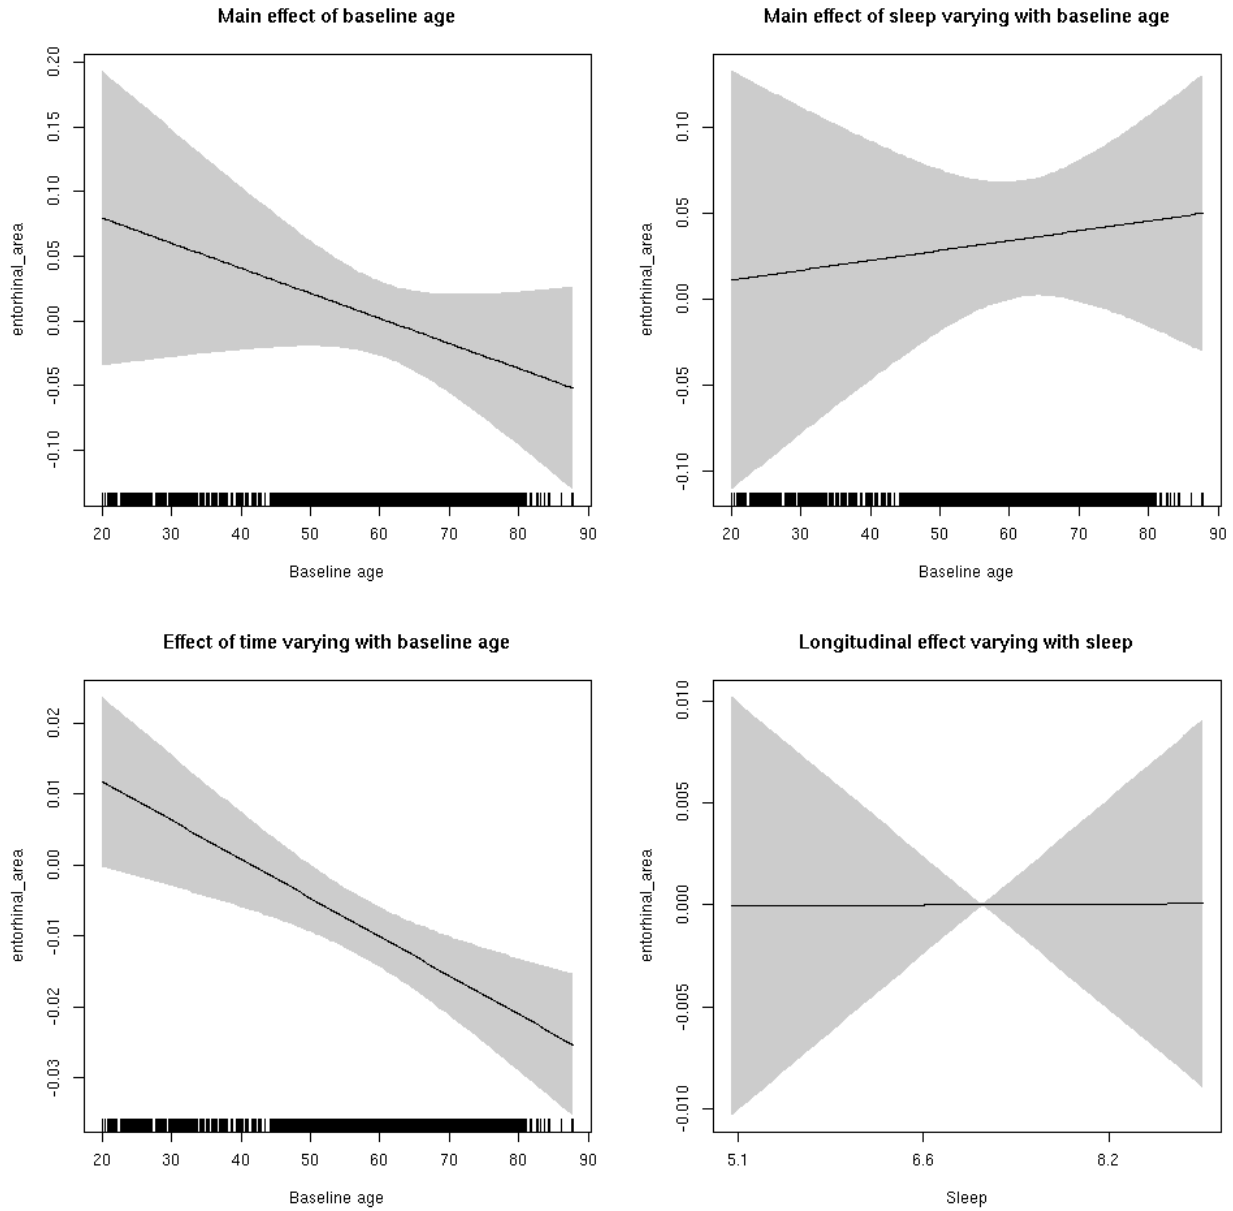 Main effect of baseline age
entorhinal_area
0.20
0.15
0.10
0.05
0.00
-0.05
-0.10
20 30 40 50 60 70 80 90
Baseline age
Main effect of sleep varying with baseline age
entorhinal_area
0.10
0.05
0.00
-0.05
-0.10
20 30 40 50 60 70 80 90
Baseline age
Effect of time varying with baseline age
entorhinal_area
0.02
0.01
0.00
-0.01
-0.02
-0.03
20 30 40 50 60 70 80 90
Baseline age
Longitudinal effect varying with sleep
entorhinal_area
0.010
0.005
0.000
-0.005
-0.010
5.1 6.6 8.2
Sleep